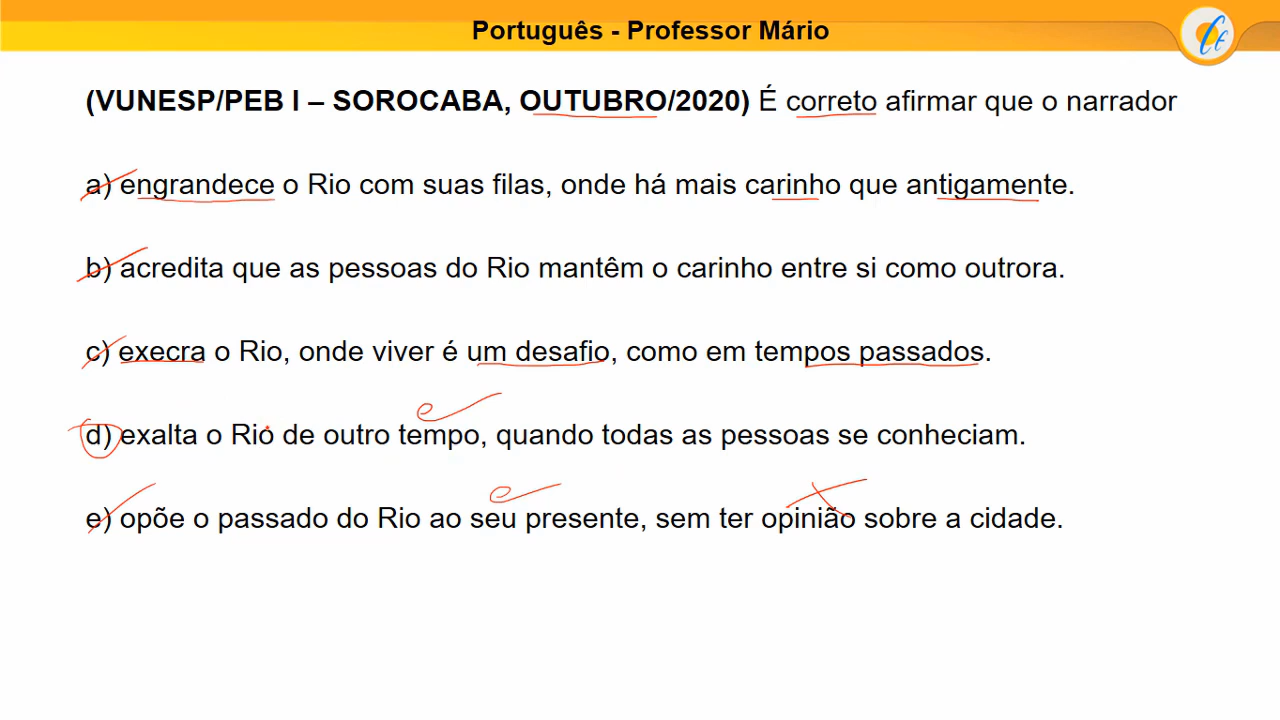 Português - Professor Mário
(VUNESP/PEB I – SOROCABA, OUTUBRO/2020) É correto afirmar que o narrador
a) engrandece o Rio com suas filas, onde há mais carinho que antigamente.
b) acredita que as pessoas do Rio mantêm o carinho entre si como outrora.
c) execra o Rio, onde viver é um desafio, como em tempos passados.
d) exalta o Rio de outro tempo, quando todas as pessoas se conheciam.
e) opõe o passado do Rio ao seu presente, sem ter opinião sobre a cidade.